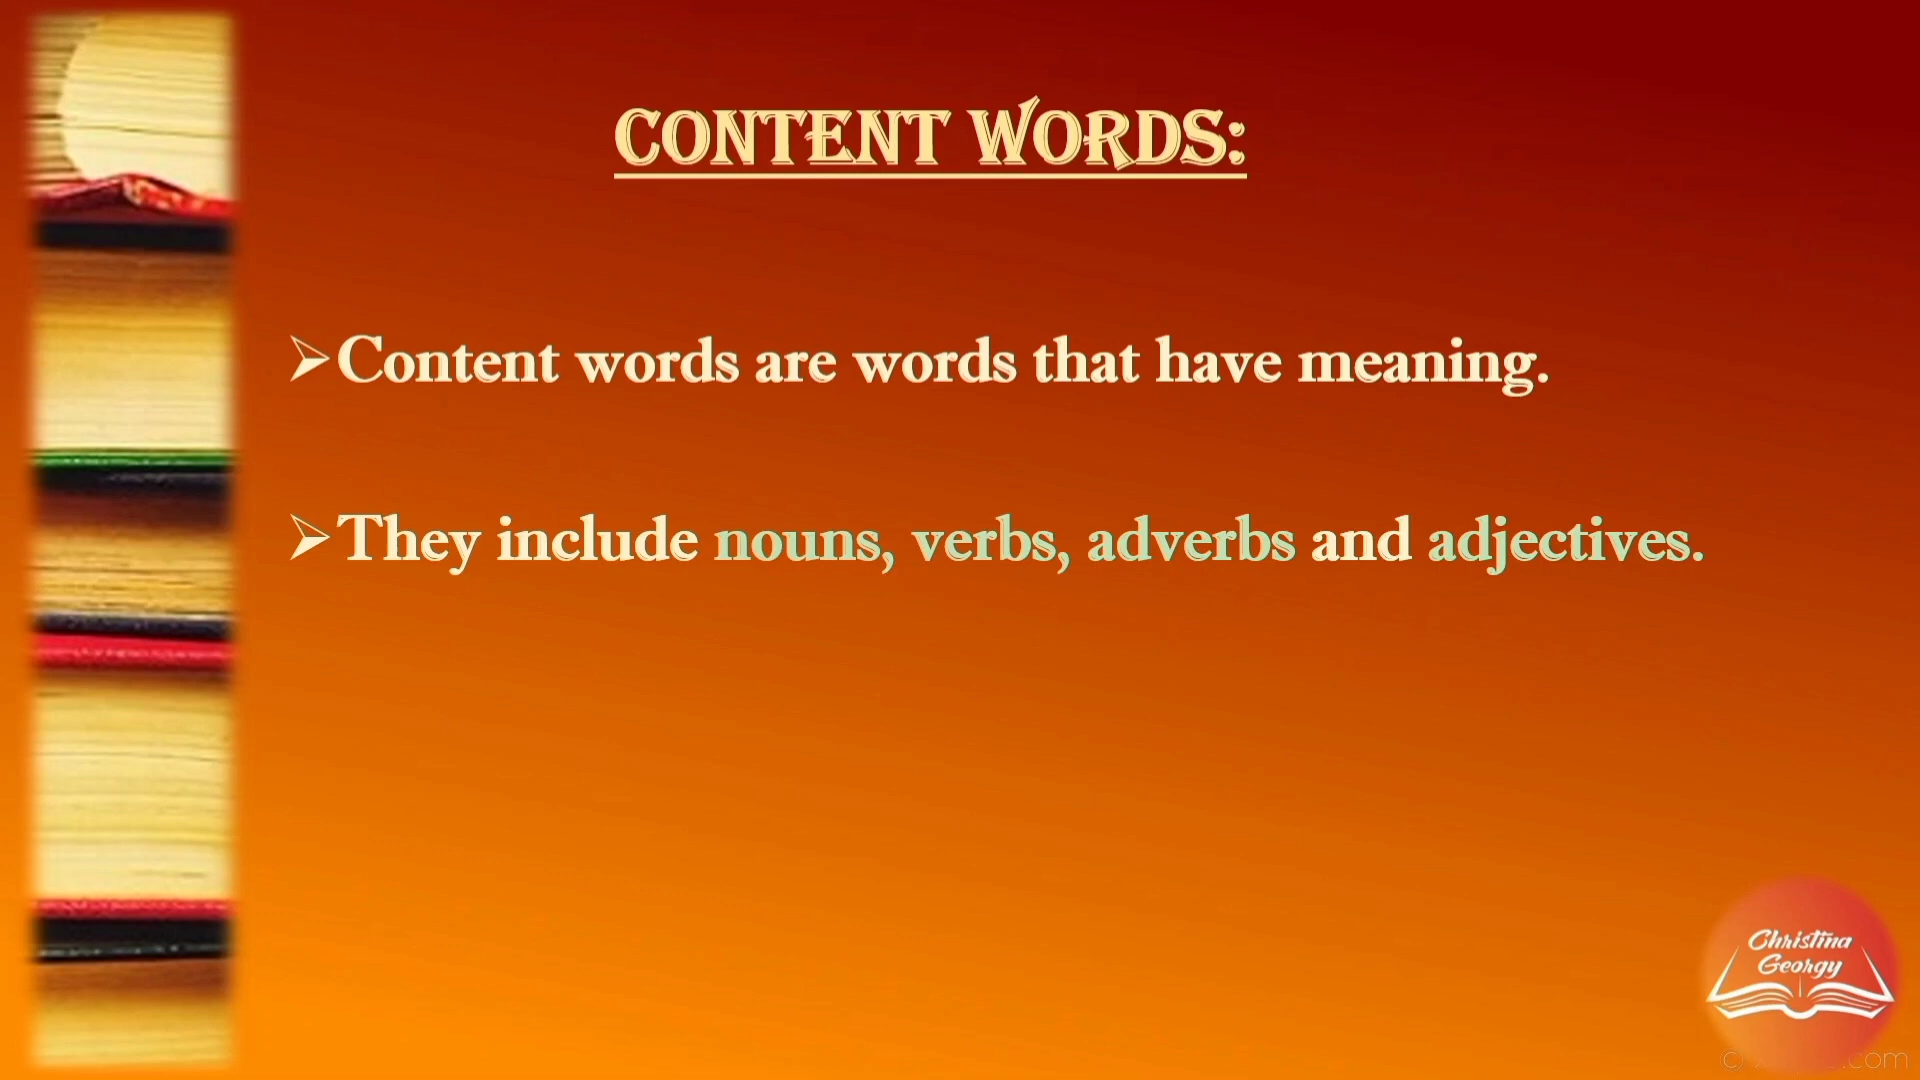 CONTENT WORDS:
➢Content words are words that have meaning.
➢They include nouns, verbs, adverbs and adjectives.
Christina
Georgy